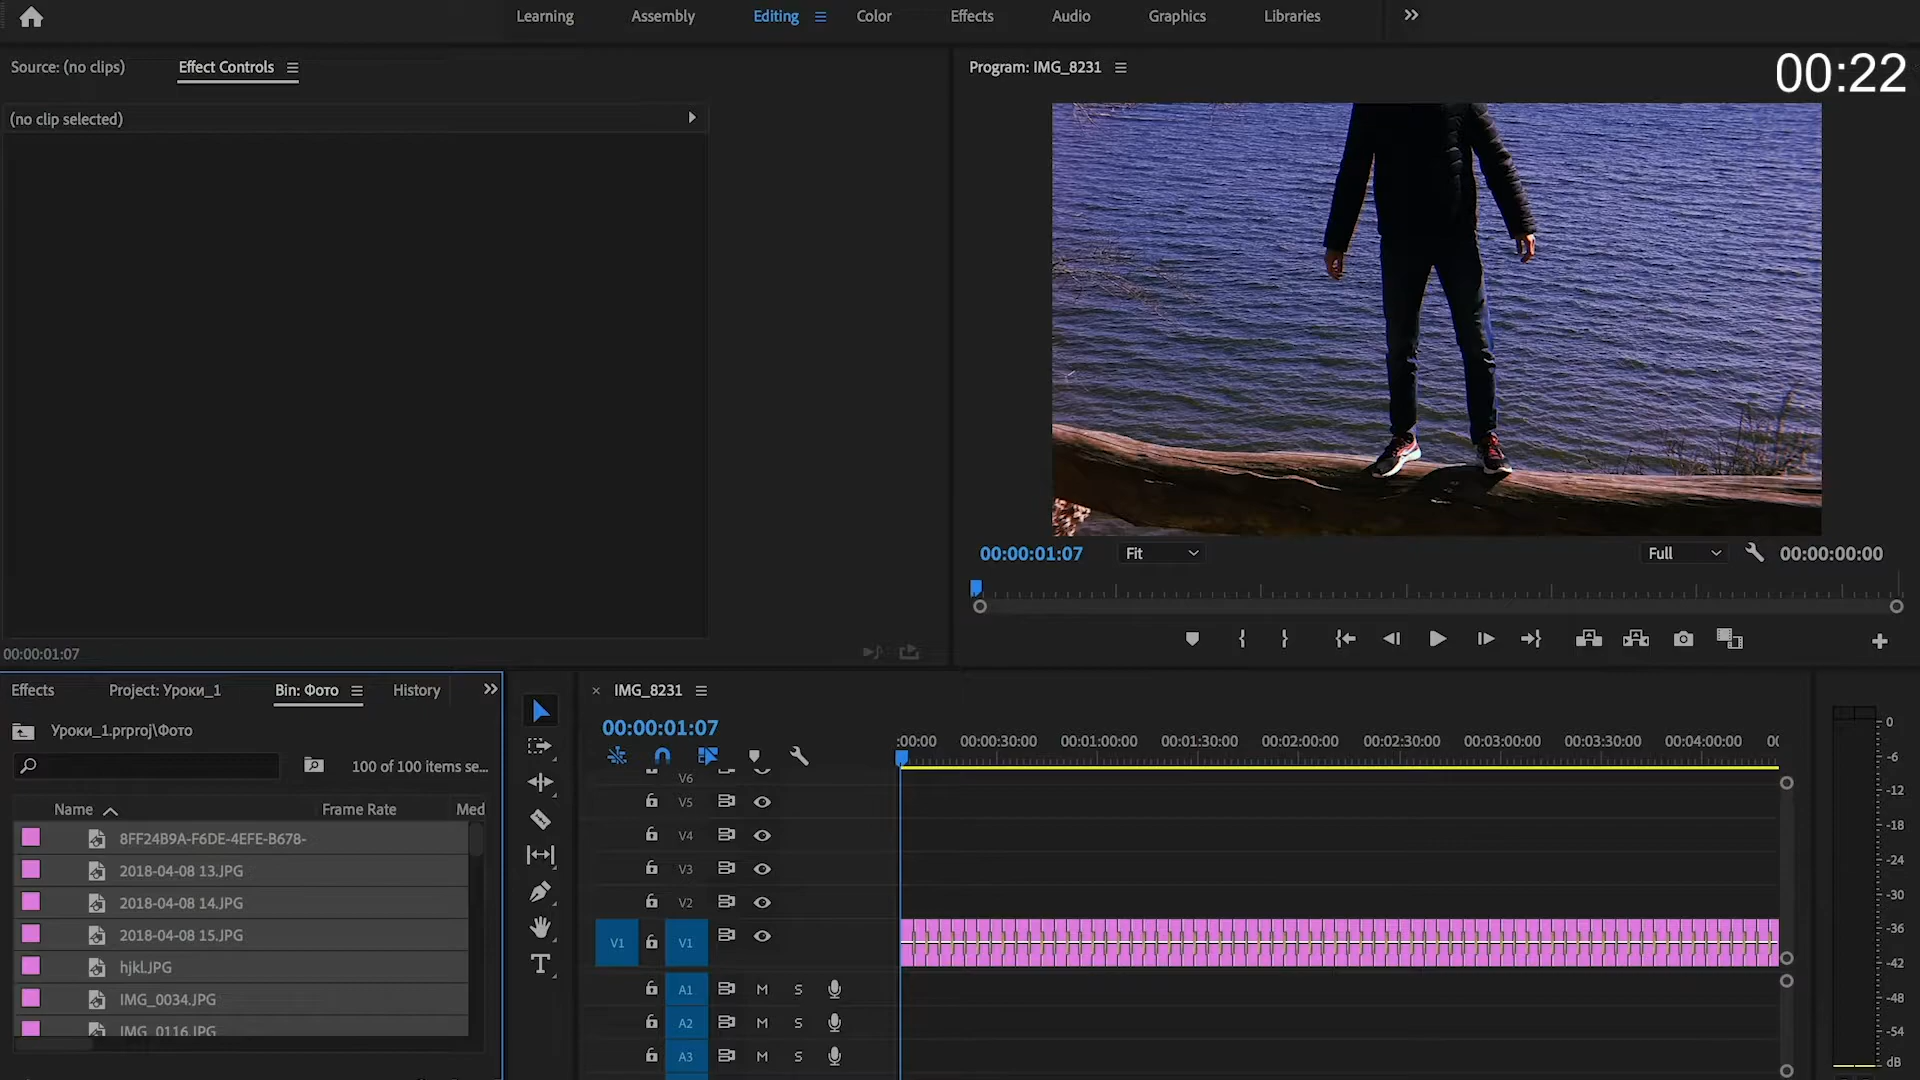 Learning Assembly Editing Color Effects Audio Graphics Libraries
Source: (no clips) Effect Controls
Program: IMG_8231
00:22
(no clip selected)
00:00:01:07 Fit Full 00:00:00:00
00:00:01:07
Effects Project: Уроки_1 Bin: Фото History
Уроки_1.prproj\Фото
100 of 100 items se...
Name Frame Rate Med
8FF24B9A-F6DE-4EFE-B678-
2018-04-08 13.JPG
2018-04-08 14.JPG
2018-04-08 15.JPG
hjkl.JPG
IMG_0034.JPG
IMG_0116.JPG
T
IMG_8231
00:00:01:07
:00:00 00:00:30:00 00:01:00:00 00:01:30:00 00:02:00:00 00:02:30:00 00:03:00:00 00:03:30:00 00:04:00:00 00
V6
V5
V4
V3
V2
V1 V1
A1 M S
A2 M S
A3 M S
0
-6
-12
-18
-24
-30
-36
-42
-48
-54
dB